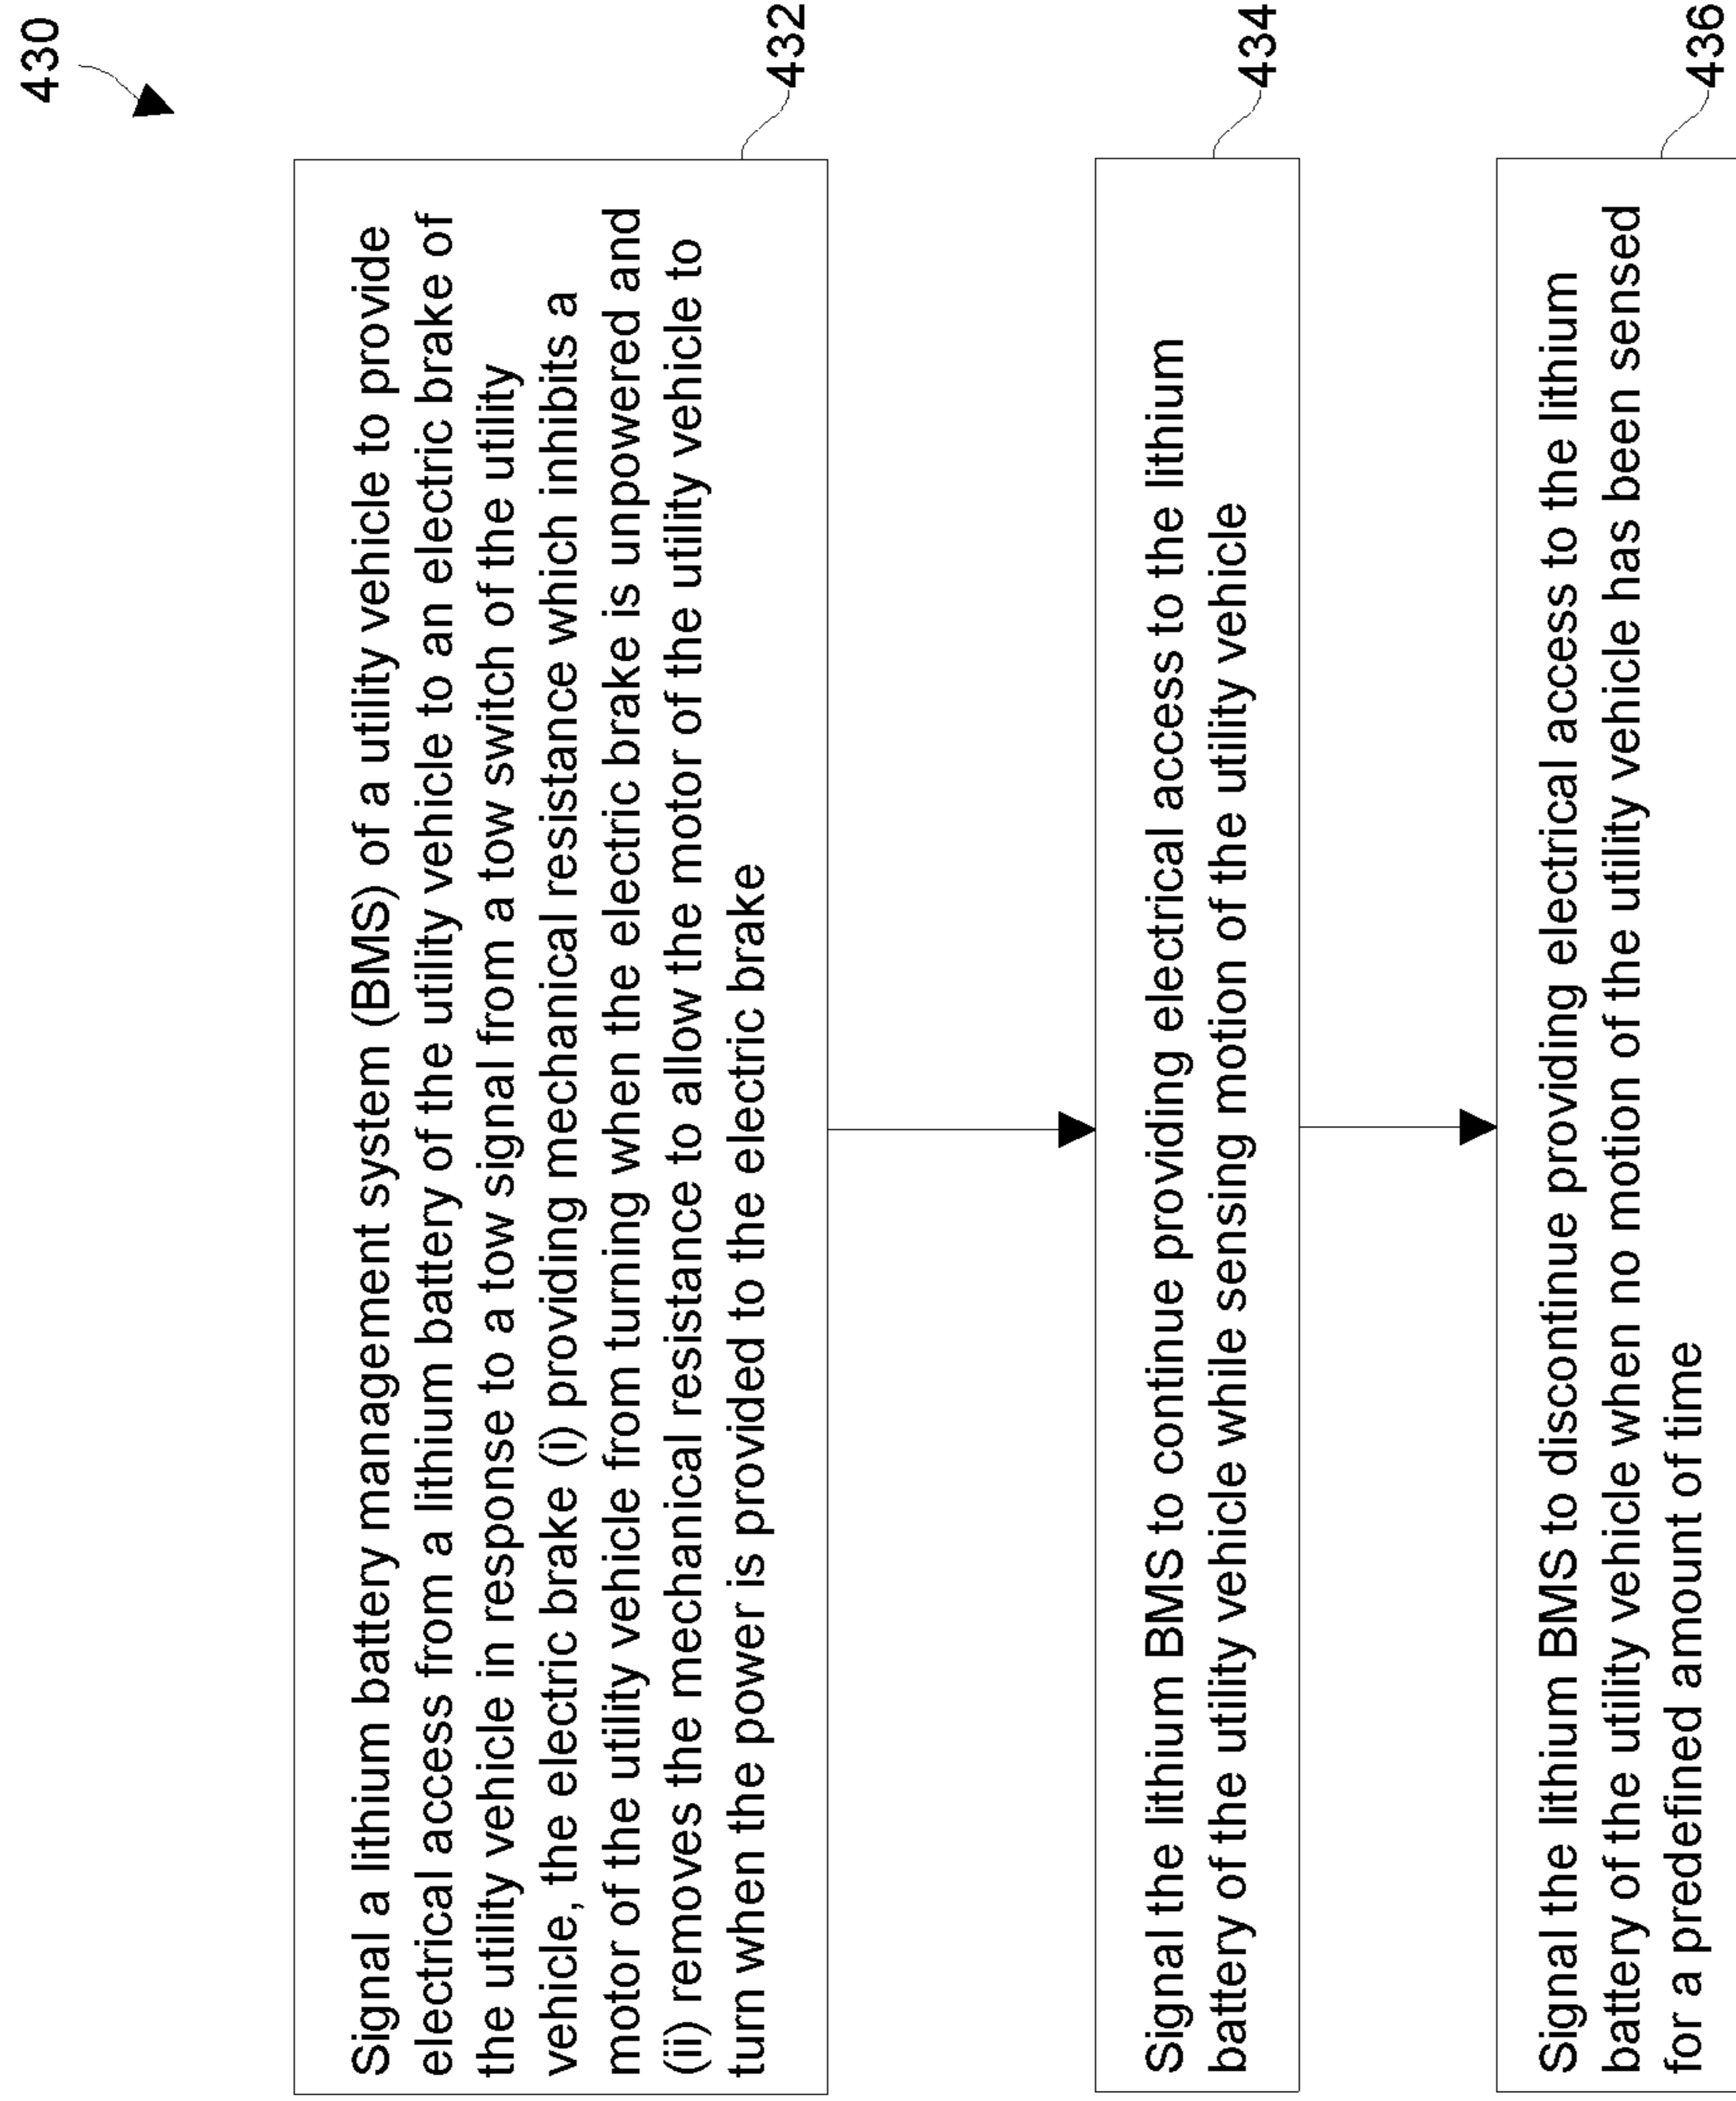 430
Signal a lithium battery management system (BMS) of a utility vehicle to provide
electrical access from a lithium battery of the utility vehicle to an electric brake of
the utility vehicle in response to a tow signal from a tow switch of the utility
vehicle, the electric brake (i) providing mechanical resistance which inhibits a
motor of the utility vehicle from turning when the electric brake is unpowered and
(ii) removes the mechanical resistance to allow the motor of the utility vehicle to
turn when the power is provided to the electric brake
432
Signal the lithium BMS to continue providing electrical access to the lithium
battery of the utility vehicle while sensing motion of the utility vehicle
434
Signal the lithium BMS to discontinue providing electrical access to the lithium
battery of the utility vehicle when no motion of the utility vehicle has been sensed
for a predefined amount of time
436